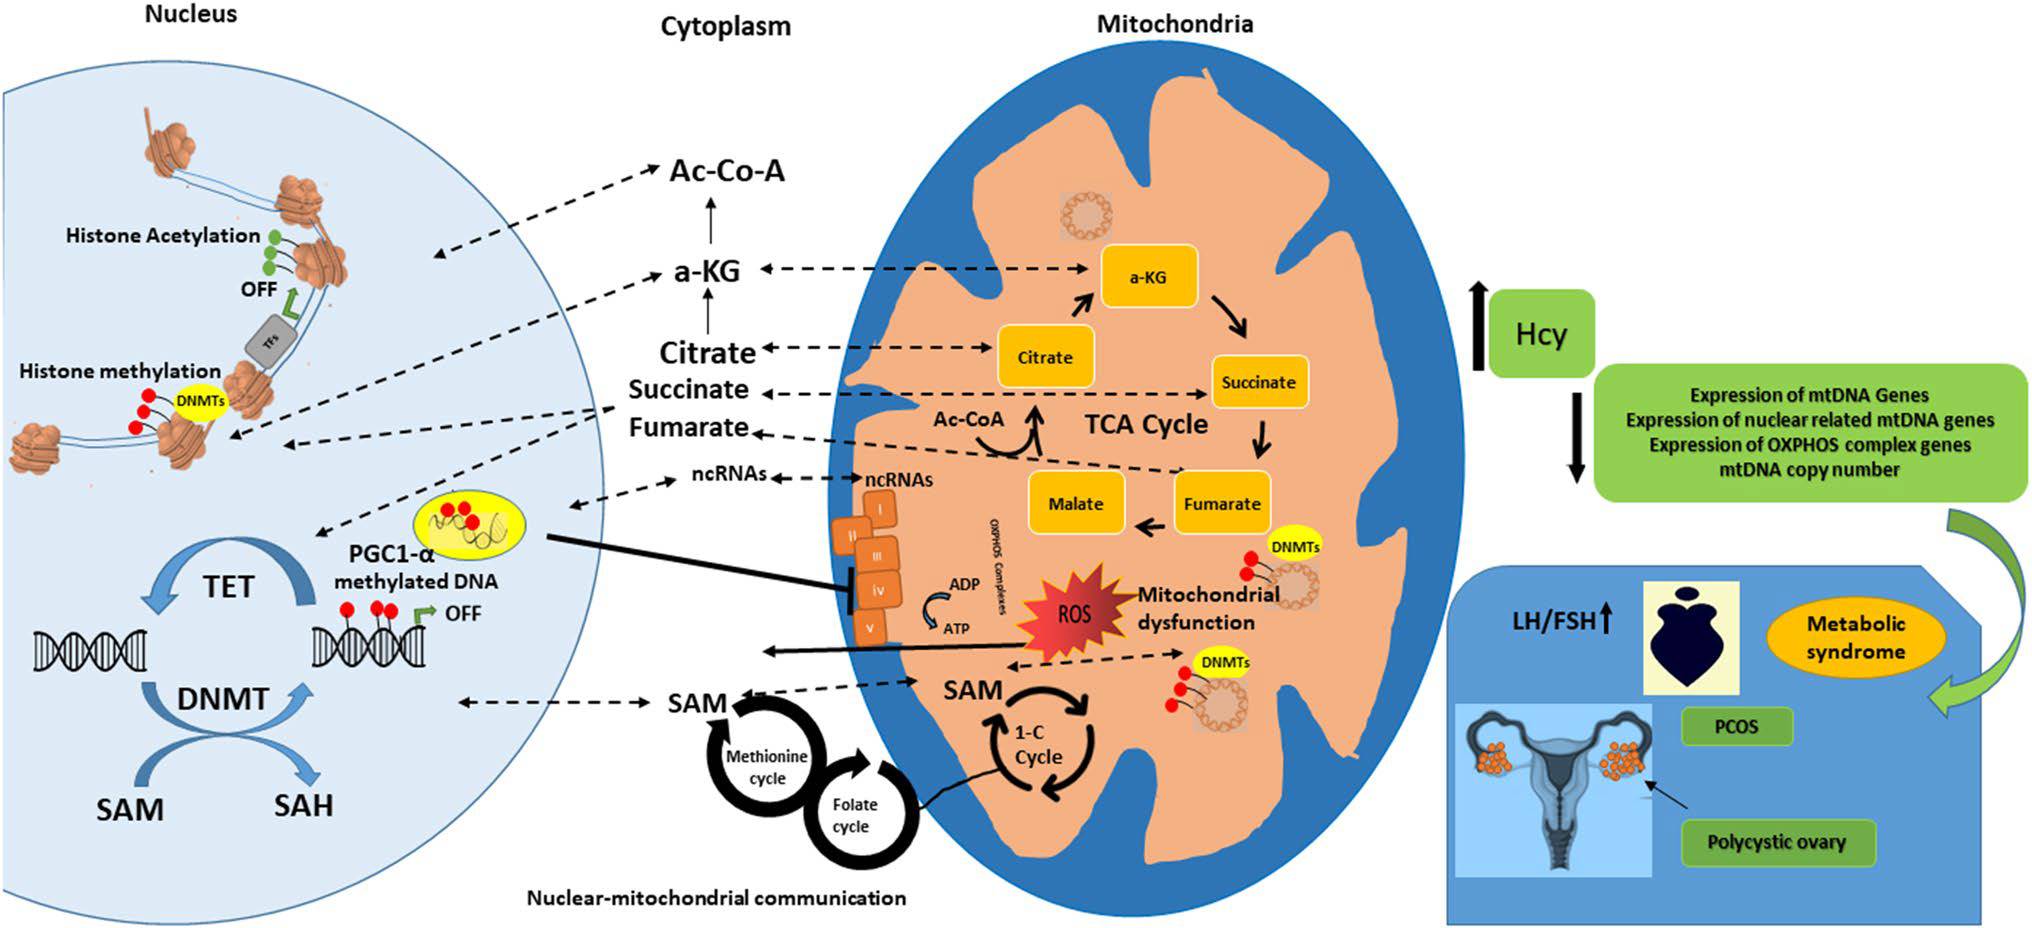 Nucleus
Cytoplasm
Mitochondria
Histone Acetylation
OFF
TFs
Histone methylation
DNMTs
PGC1-α
methylated DNA
OFF
TET
DNMT
SAM
SAH
Ac-Co-A
a-KG
Citrate
Succinate
Fumarate
ncRNAs
SAM
Methionine
cycle
Folate
cycle
Nuclear-mitochondrial communication
a-KG
Citrate
Succinate
Ac-CoA
TCA Cycle
Malate
Fumarate
ncRNAs
I
II
III
iv
v
OXPHOS Complexes
ADP
ATP
ROS
Mitochondrial
dysfunction
DNMTs
DNMTs
SAM
1-C
Cycle
Hcy
Expression of mtDNA Genes
Expression of nuclear related mtDNA genes
Expression of OXPHOS complex genes
mtDNA copy number
LH/FSH
Metabolic
syndrome
PCOS
Polycystic ovary